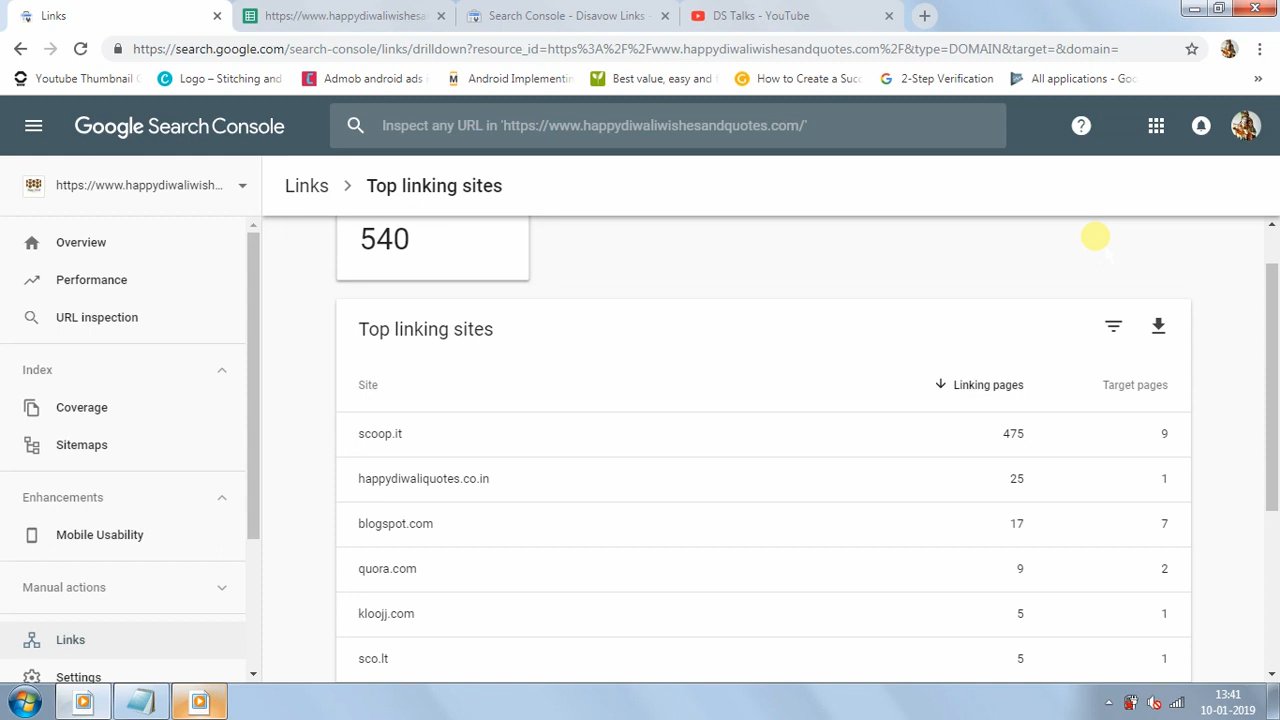 Links
https://www.happydiwaliwishes
Search Console - Disavow Links -
DS Talks - YouTube
https://search.google.com/search-console/links/drilldown?resource_id=https%3A%2F%2Fwww.happydiwaliwishesandquotes.com%2F&type=DOMAIN&target=&domain=
Youtube Thumbnail
Logo – Stitching and
Admob android ads
Android Implementin
Best value, easy and
How to Create a Succ
2-Step Verification
All applications - Goo
»
Google Search Console
Inspect any URL in 'https://www.happydiwaliwishesandquotes.com/'
https://www.happydiwaliwish...
Links > Top linking sites
540
Overview
Performance
URL inspection
Index
Coverage
Sitemaps
Enhancements
Mobile Usability
Manual actions
Links
Settings
Top linking sites
Site Linking pages Target pages
scoop.it 475 9
happydiwaliquotes.co.in 25 1
blogspot.com 17 7
quora.com 9 2
kloojj.com 5 1
sco.lt 5 1
13:41
10-01-2019